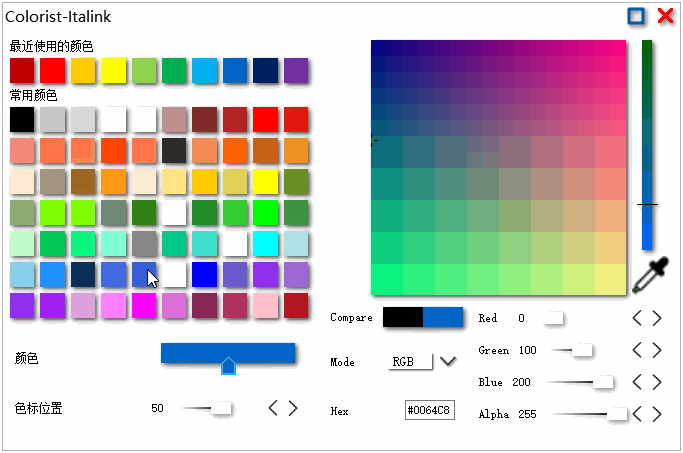 Colorist-Italink
最近使用的颜色
常用颜色
Compare
Red 0
Green 100
颜色
Mode RGB
Blue 200
色标位置 50
Hex #0064C8
Alpha 255